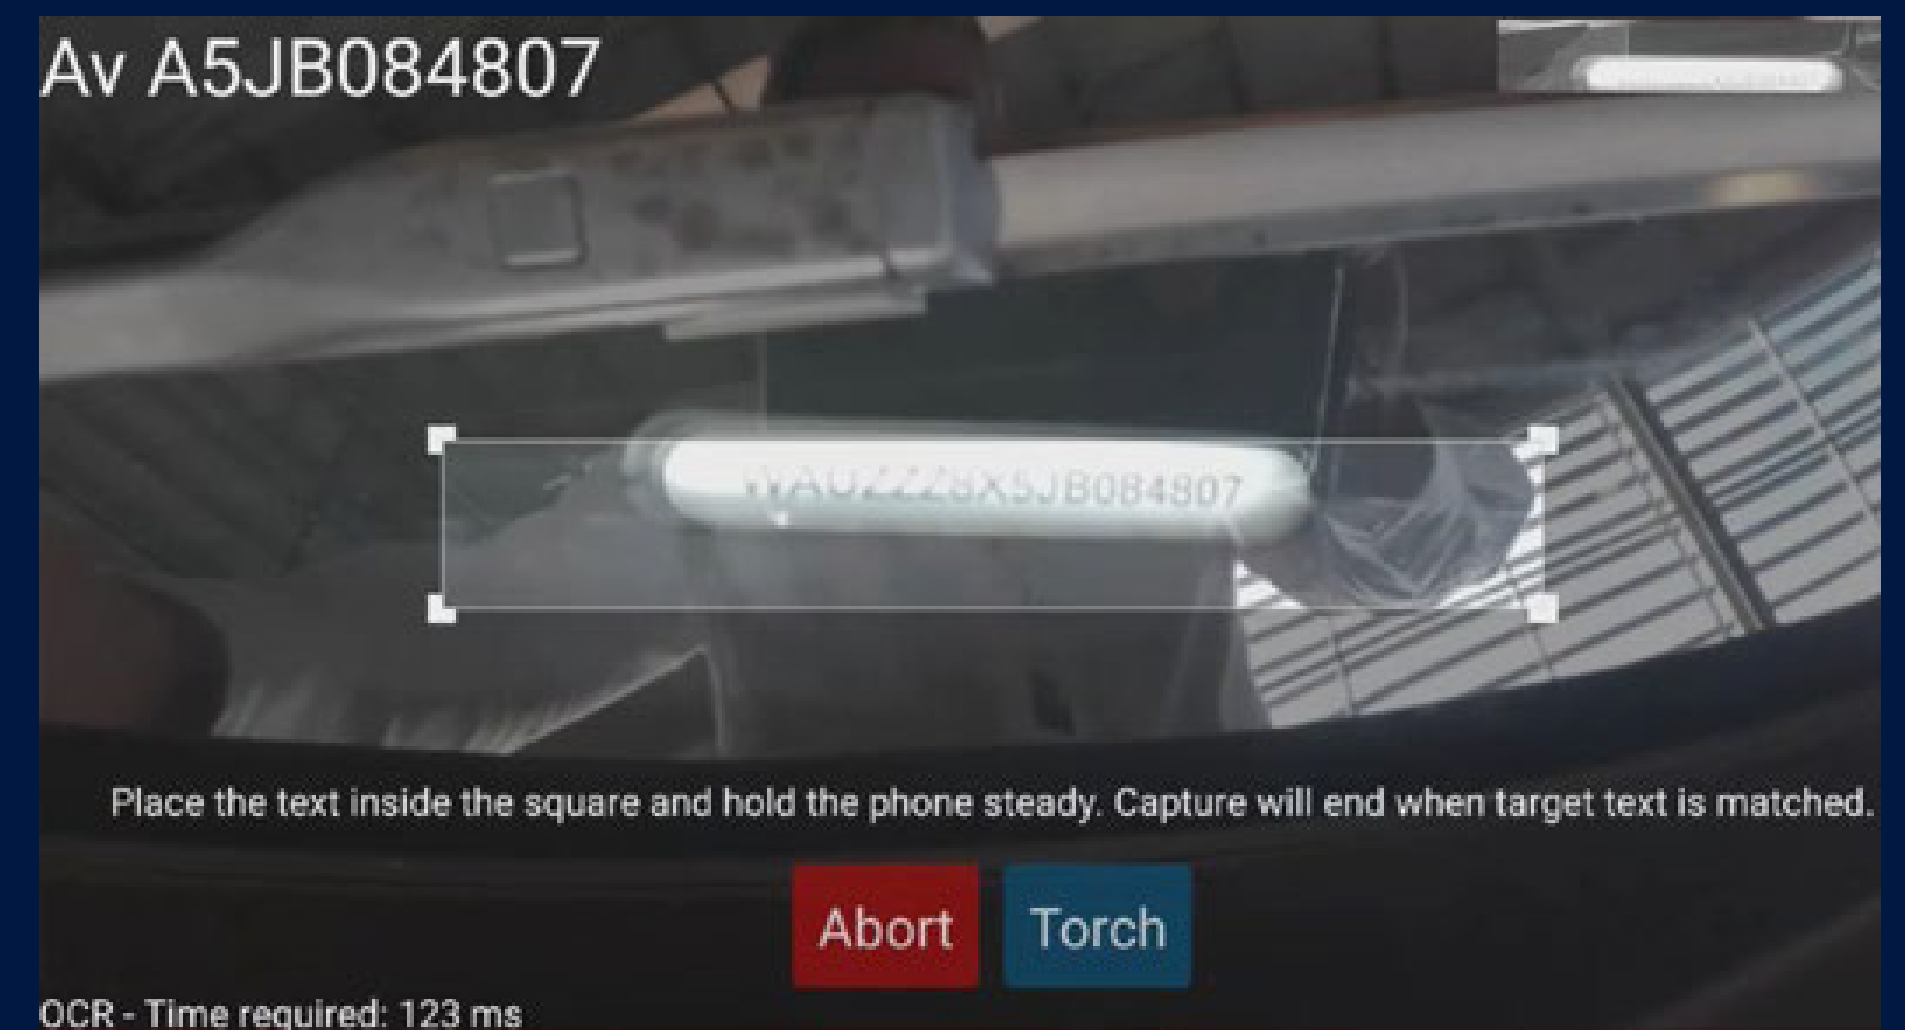 Av A5JB084807
WAUZZZ8X5JB084807
Place the text inside the square and hold the phone steady. Capture will end when target text is matched.
Abort
Torch
OCR - Time required: 123 ms